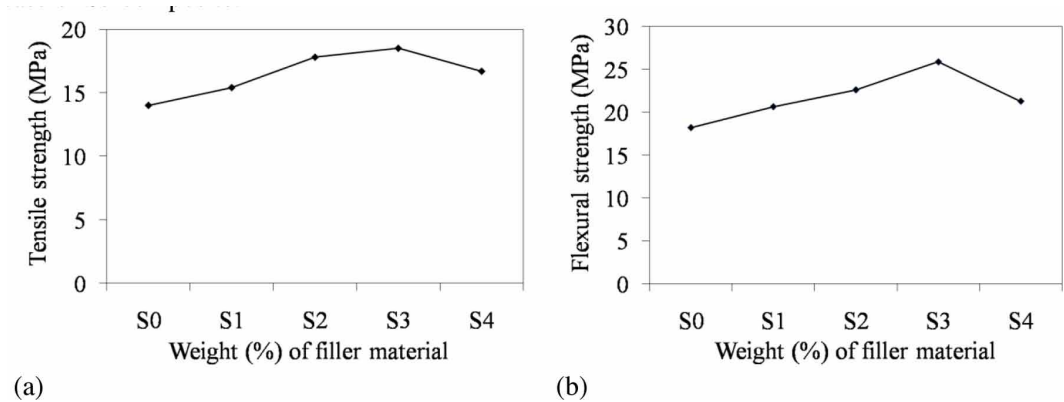 Tensile strength (MPa)
20
15
10
5
0
S0 S1 S2 S3 S4
Weight (%) of filler material
(a)
Flexural strength (MPa)
30
25
20
15
10
5
0
S0 S1 S2 S3 S4
Weight (%) of filler material
(b)